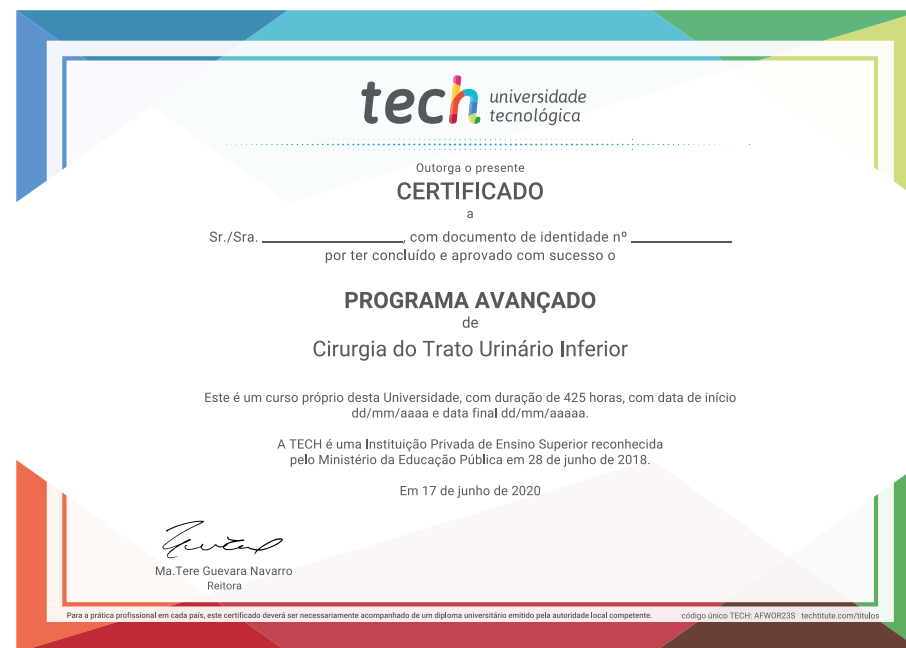 tech universidade
tecnológica
Outorga o presente
CERTIFICADO
a
Sr./Sra. ____________________, com documento de identidade nº ______________
por ter concluído e aprovado com sucesso o
PROGRAMA AVANÇADO
de
Cirurgia do Trato Urinário Inferior
Este é um curso próprio desta Universidade, com duração de 425 horas, com data de início
dd/mm/aaaa e data final dd/mm/aaaaa.
A TECH é uma Instituição Privada de Ensino Superior reconhecida
pelo Ministério da Educação Pública em 28 de junho de 2018.
Em 17 de junho de 2020
Ma.Tere Guevara Navarro
Reitora
Para a prática profissional em cada país, este certificado deverá ser necessariamente acompanhado de um diploma universitário emitido pela autoridade local competente. código único TECH: AFWOR23S techtitute.com/titulos